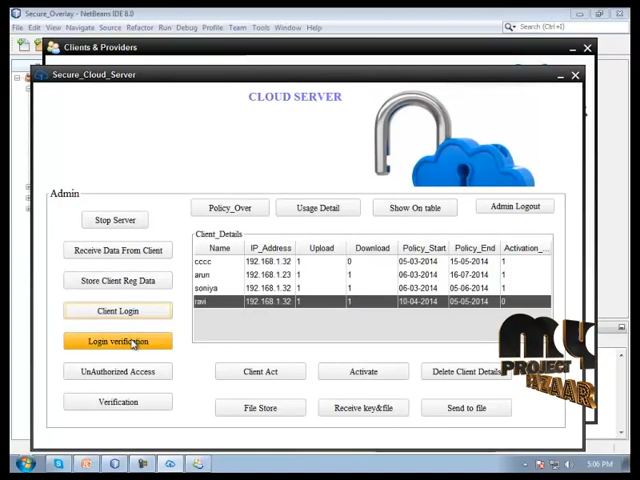 Secure_Overlay - NetBeans IDE 8.0
File Edit View Navigate Source Refactor Run Debug Profile Team Tools Window Help
Search (Ctrl+I)
Clients & Providers
Secure_Cloud_Server
CLOUD SERVER
Admin
Policy_Over
Usage Detail
Show On table
Admin Logout
Stop Server
Receive Data From Client
Store Client Reg Data
Client Login
Login verification
UnAuthorized Access
Verification
Client_Details
Name IP_Address Upload Download Policy_Start Policy_End Activation_...
cccc 192.168.1.32 1 0 05-03-2014 15-05-2014 1
arun 192.168.1.23 1 1 06-03-2014 16-07-2014 1
soniya 192.168.1.32 1 1 06-03-2014 05-05-2014 1
ravi 192.168.1.32 1 1 10-04-2014 05-05-2014 0
Client Act
Activate
Delete Client Details
File Store
Receive key&file
Send to file
MY
PROJECT
BAZAAR
5:06 PM